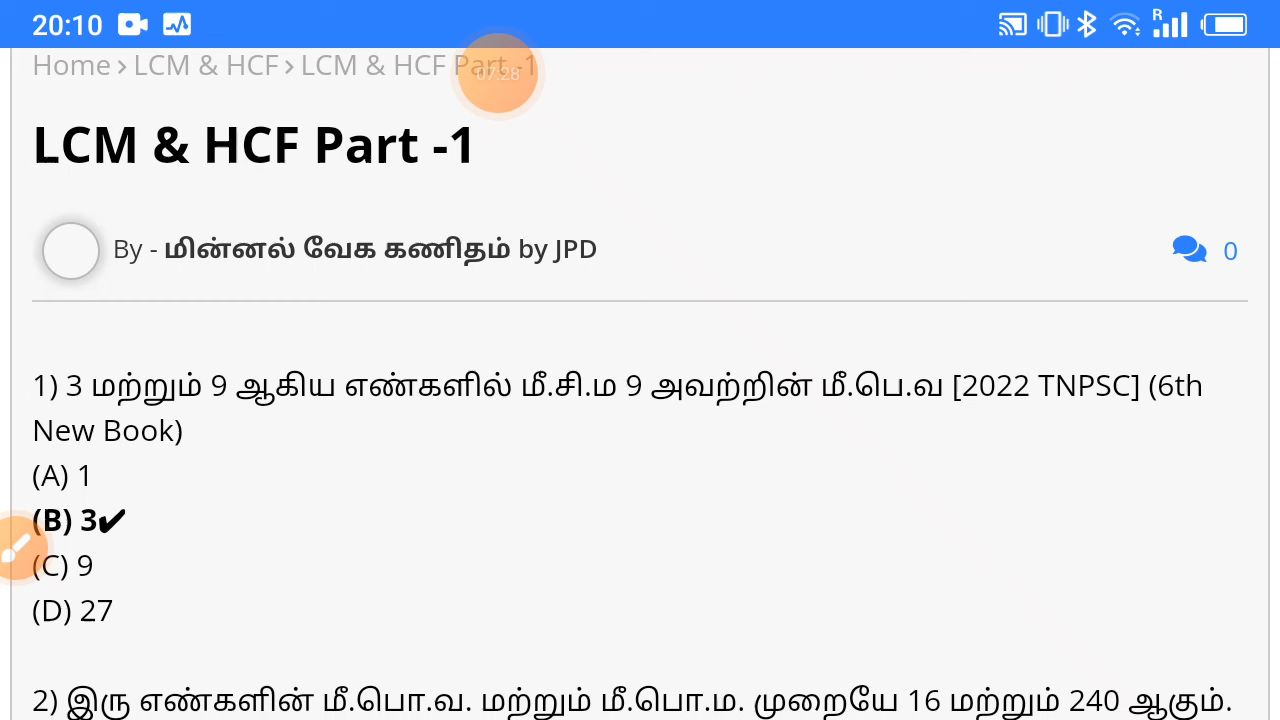 20:10
R
Home › LCM & HCF › LCM & HCF Part -1
07:28
LCM & HCF Part -1
By - மின்னல் வேக கணிதம் by JPD
0
1) 3 மற்றும் 9 ஆகிய எண்களில் மீ.சி.ம 9 அவற்றின் மீ.பெ.வ [2022 TNPSC] (6th
New Book)
(A) 1
(B) 3✔
(C) 9
(D) 27
2) இரு எண்களின் மீ.பொ.வ. மற்றும் மீ.பொ.ம. முறையே 16 மற்றும் 240 ஆகும்.